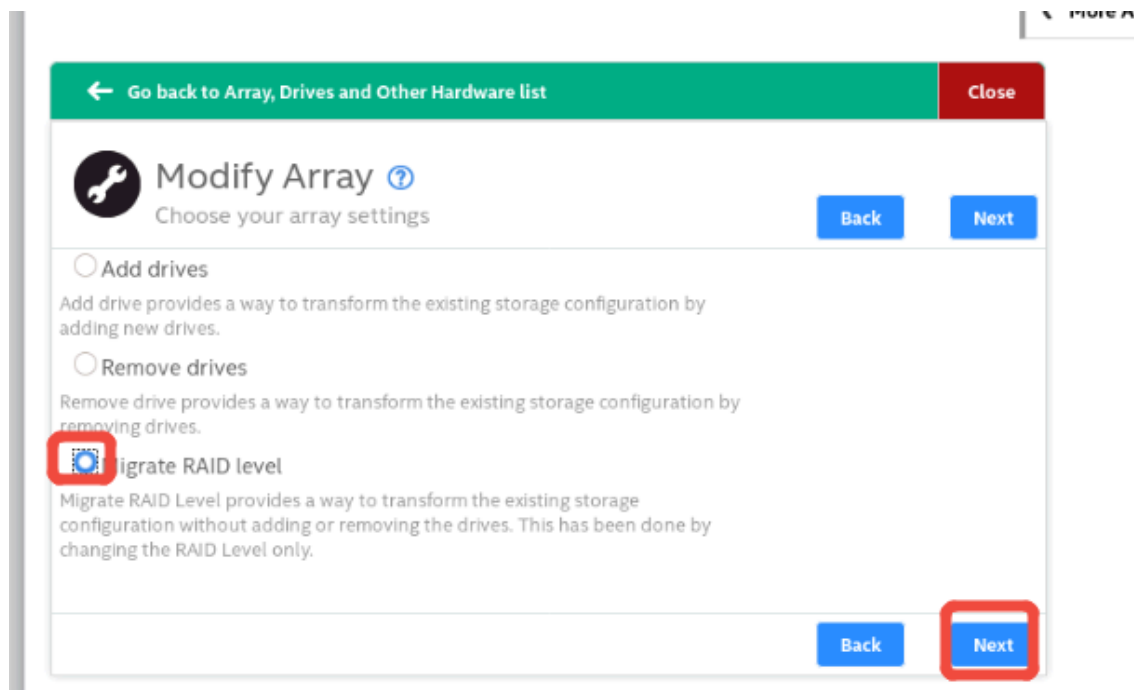 More A
Go back to Array, Drives and Other Hardware list
Close
Modify Array
Choose your array settings
Back
Next
Add drives
Add drive provides a way to transform the existing storage configuration by
adding new drives.
Remove drives
Remove drive provides a way to transform the existing storage configuration by
removing drives.
Migrate RAID level
Migrate RAID Level provides a way to transform the existing storage
configuration without adding or removing the drives. This has been done by
changing the RAID Level only.
Back
Next